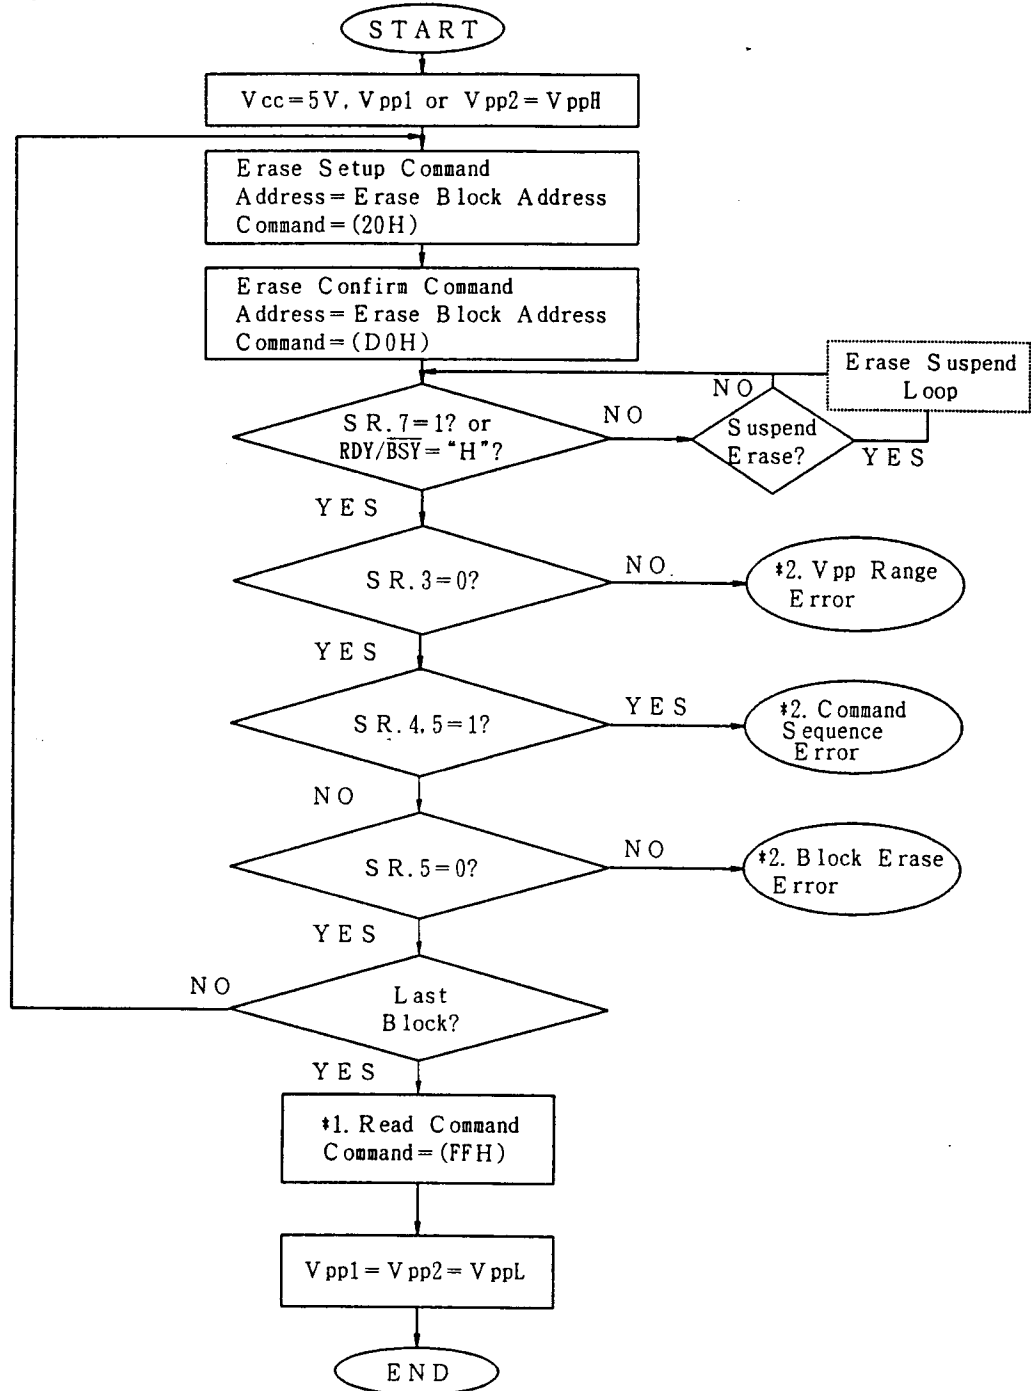 START
Vcc=5V, Vpp1 or Vpp2=VppH
Erase Setup Command
Address=Erase Block Address
Command=(20H)
Erase Confirm Command
Address=Erase Block Address
Command=(D0H)
Erase Suspend
Loop
NO
SR.7=1? or
RDY/BSY="H"?
NO
Suspend
Erase?
YES
YES
SR.3=0?
NO
*2. Vpp Range
Error
YES
SR.4,5=1?
YES
*2. Command
Sequence
Error
NO
SR.5=0?
NO
*2. Block Erase
Error
YES
NO
Last
Block?
YES
*1. Read Command
Command=(FFH)
Vpp1=Vpp2=VppL
END